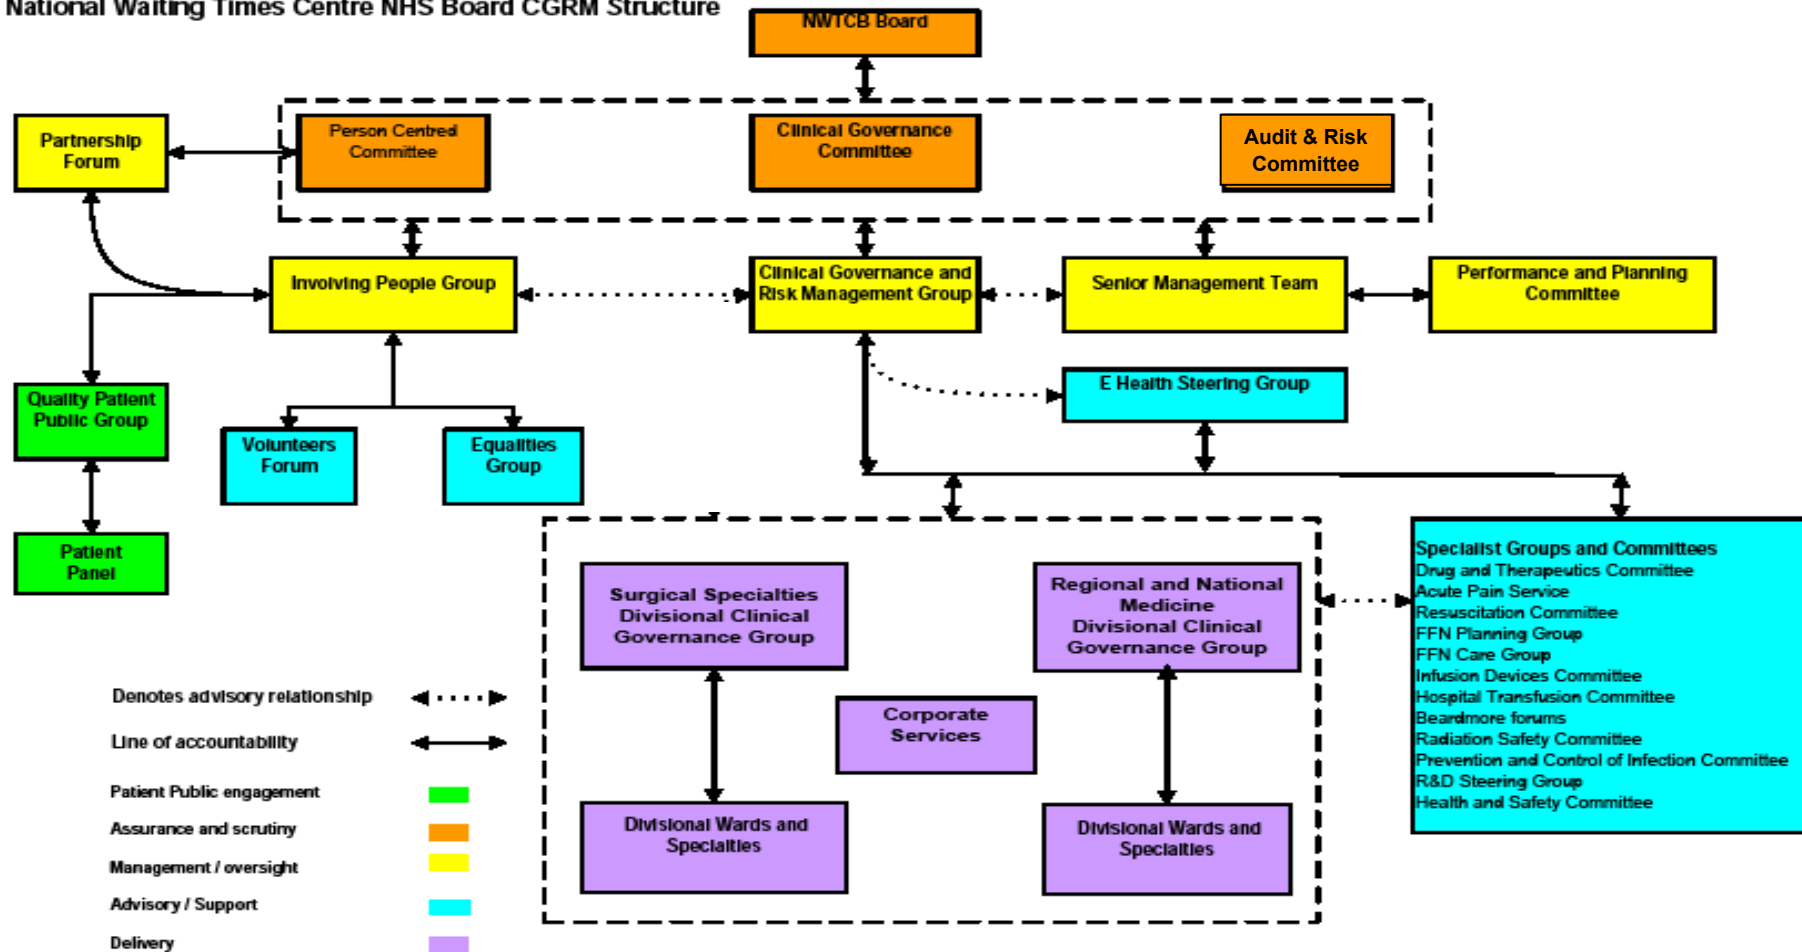 National Waiting Times Centre NHS Board CGRM Structure
NWTCB Board
Partnership
Forum
Person Centred
Committee
Clinical Governance
Committee
Audit & Risk
Committee
Involving People Group
Clinical Governance and
Risk Management Group
Senior Management Team
Performance and Planning
Committee
E Health Steering Group
Quality Patient
Public Group
Volunteers
Forum
Equalities
Group
Patient
Panel
Surgical Specialties
Divisional Clinical
Governance Group
Regional and National
Medicine
Divisional Clinical
Governance Group
Corporate
Services
Divisional Wards and
Specialties
Divisional Wards and
Specialties
Specialist Groups and Committees
Drug and Therapeutics Committee
Acute Pain Service
Resuscitation Committee
FFN Planning Group
FFN Care Group
Infusion Devices Committee
Hospital Transfusion Committee
Beardmore forums
Radiation Safety Committee
Prevention and Control of Infection Committee
R&D Steering Group
Health and Safety Committee
Denotes advisory relationship
Line of accountability
Patient Public engagement
Assurance and scrutiny
Management / oversight
Advisory / Support
Delivery